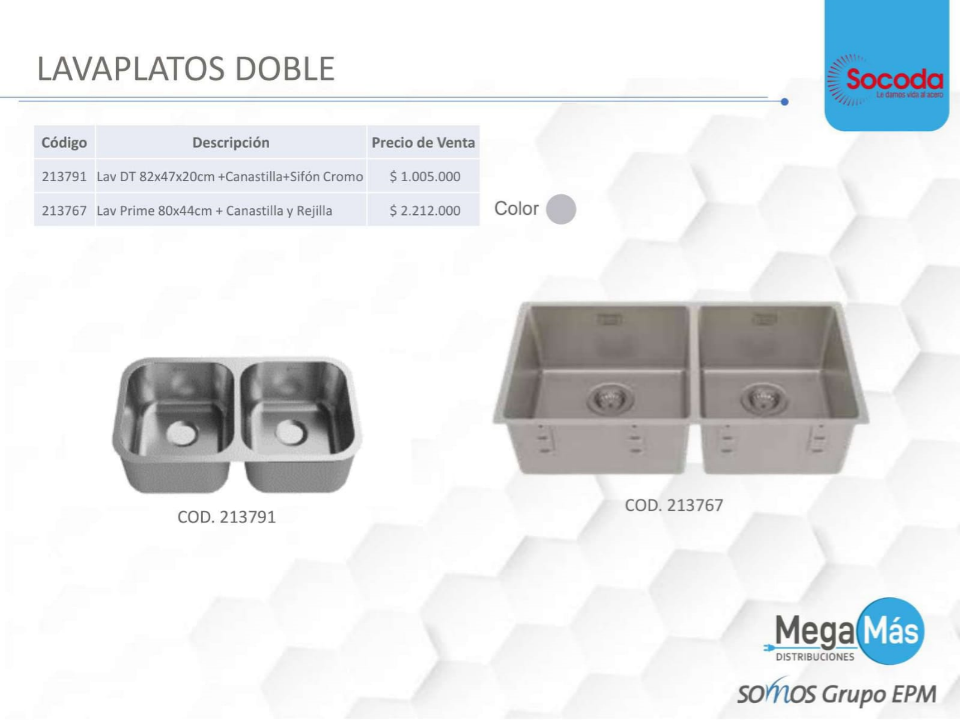 LAVAPLATOS DOBLE
Socoda
Le damos vida al acero
Código Descripción Precio de Venta
213791 Lav DT 82x47x20cm +Canastilla+Sifón Cromo $ 1.005.000
213767 Lav Prime 80x44cm + Canastilla y Rejilla $ 2.212.000
Color
COD. 213791
COD. 213767
MegaMás
DISTRIBUCIONES
SOMOS Grupo EPM